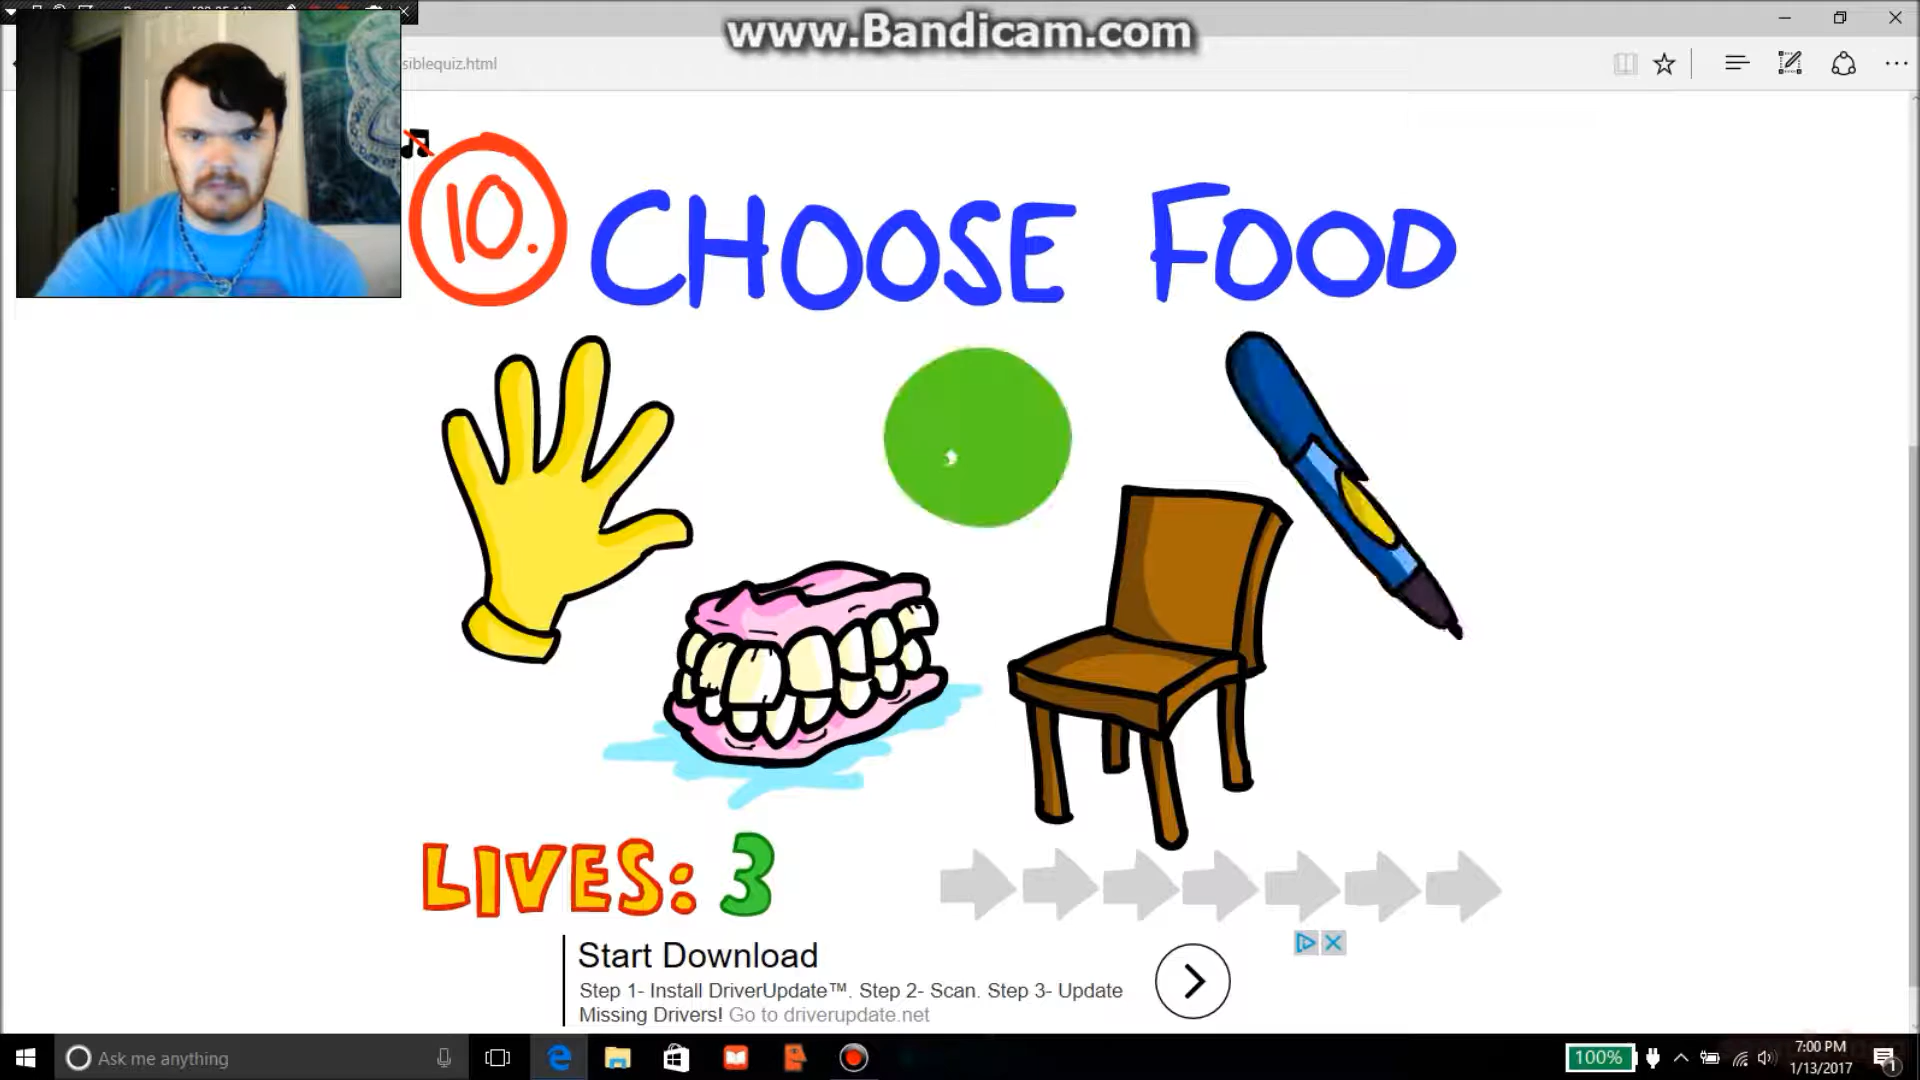 www.Bandicam.com
siblequiz.html
10. CHOOSE FOOD
LIVES: 3
Start Download
Step 1- Install DriverUpdate™. Step 2- Scan. Step 3- Update
Missing Drivers! Go to driverupdate.net
Ask me anything
100%
7:00 PM
1/13/2017
1